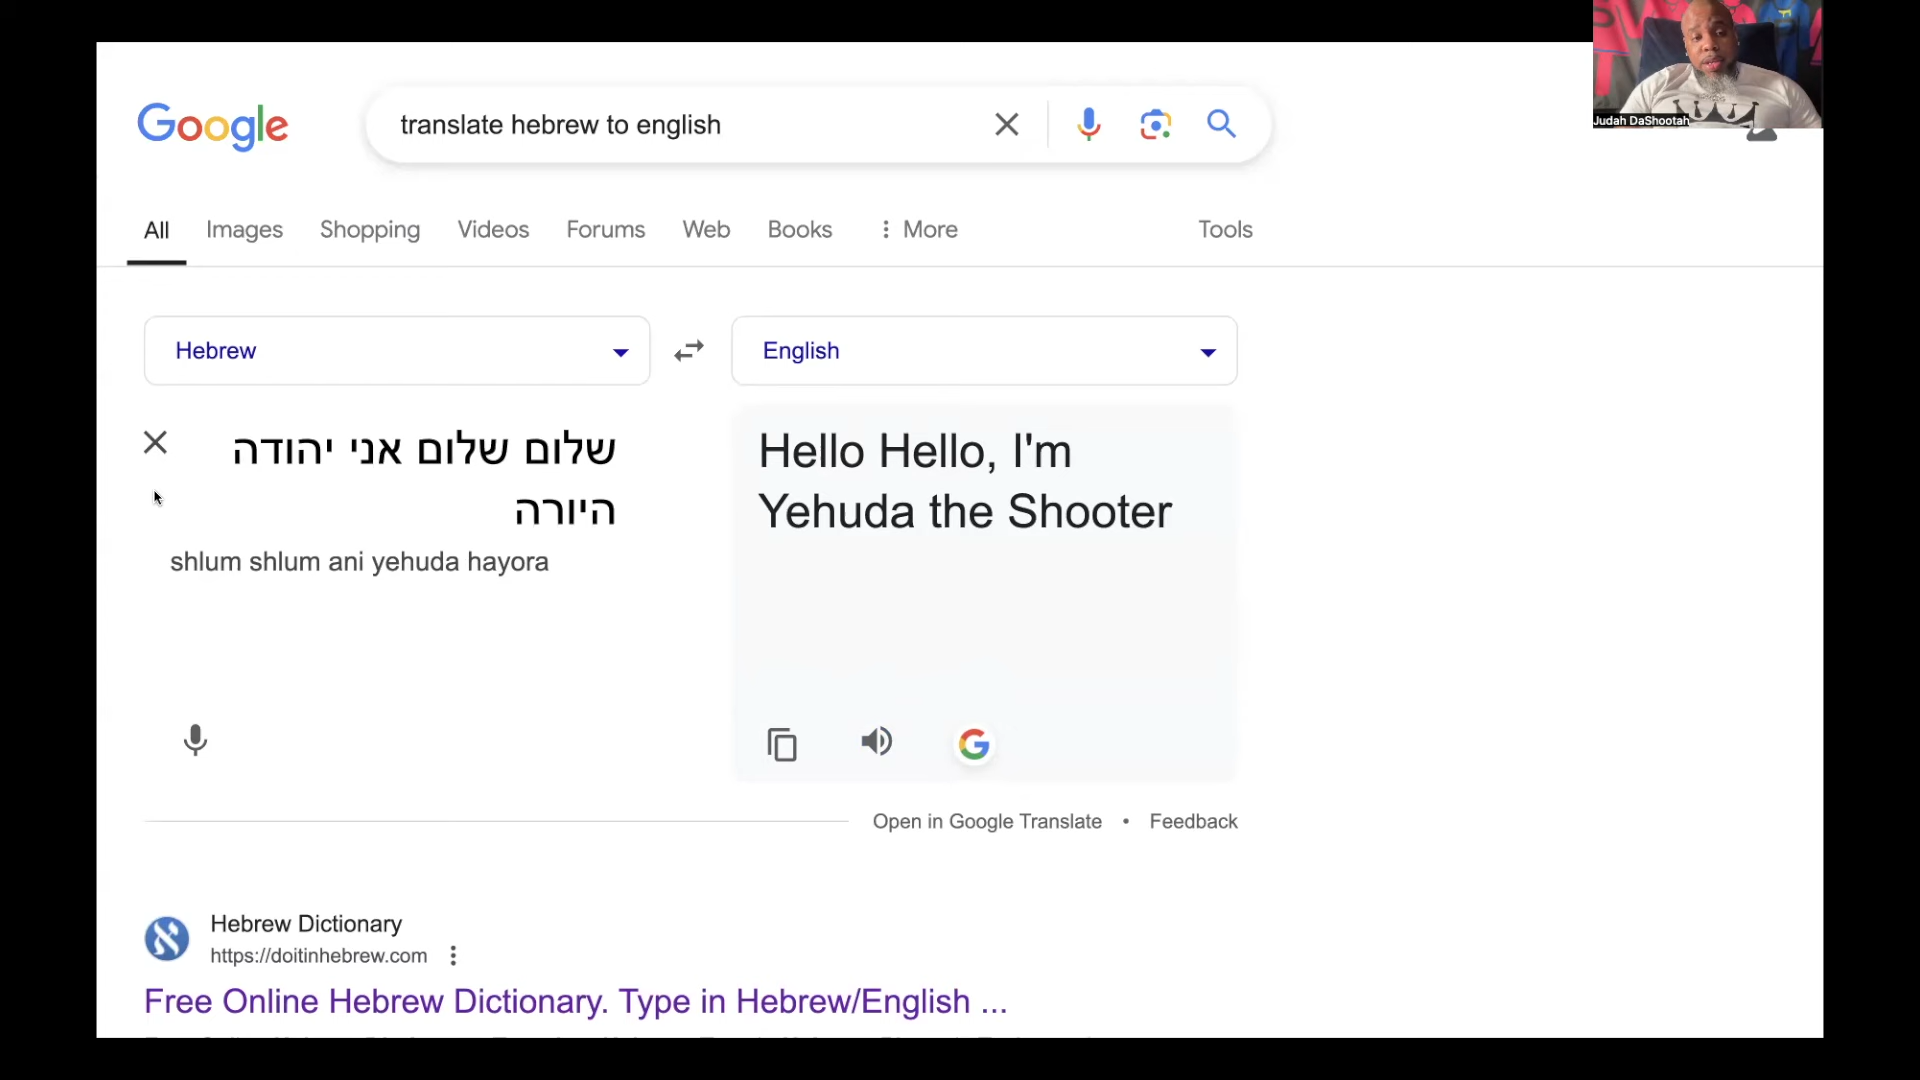 Google
translate hebrew to english
Judah DaShootah
All Images Shopping Videos Forums Web Books More Tools
Hebrew English
שלום שלום אני יהודה
היורה
shlum shlum ani yehuda hayora
Hello Hello, I'm
Yehuda the Shooter
Open in Google Translate • Feedback
Hebrew Dictionary
https://doitinhebrew.com
Free Online Hebrew Dictionary. Type in Hebrew/English ...